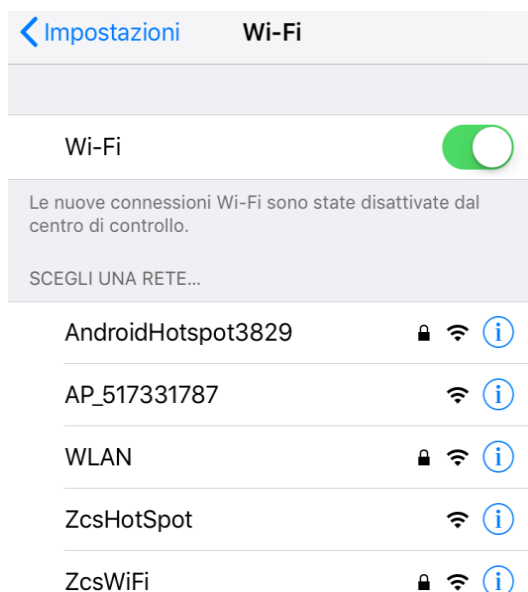 Impostazioni Wi-Fi
Wi-Fi
Le nuove connessioni Wi-Fi sono state disattivate dal
centro di controllo.
SCEGLI UNA RETE...
AndroidHotspot3829
AP_517331787
WLAN
ZcsHotSpot
ZcsWiFi